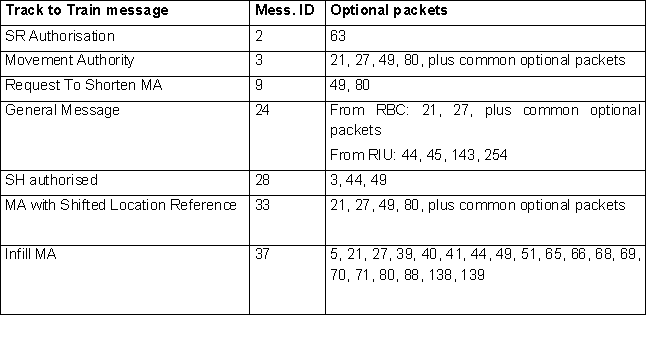 Track to Train message Mess. ID Optional packets
SR Authorisation 2 63
Movement Authority 3 21, 27, 49, 80, plus common optional packets
Request To Shorten MA 9 49, 80
General Message 24 From RBC: 21, 27, plus common optional
packets
From RIU: 44, 45, 143, 254
SH authorised 28 3, 44, 49
MA with Shifted Location Reference 33 21, 27, 49, 80, plus common optional packets
Infill MA 37 5, 21, 27, 39, 40, 41, 44, 49, 51, 65, 66, 68, 69,
70, 71, 80, 88, 138, 139